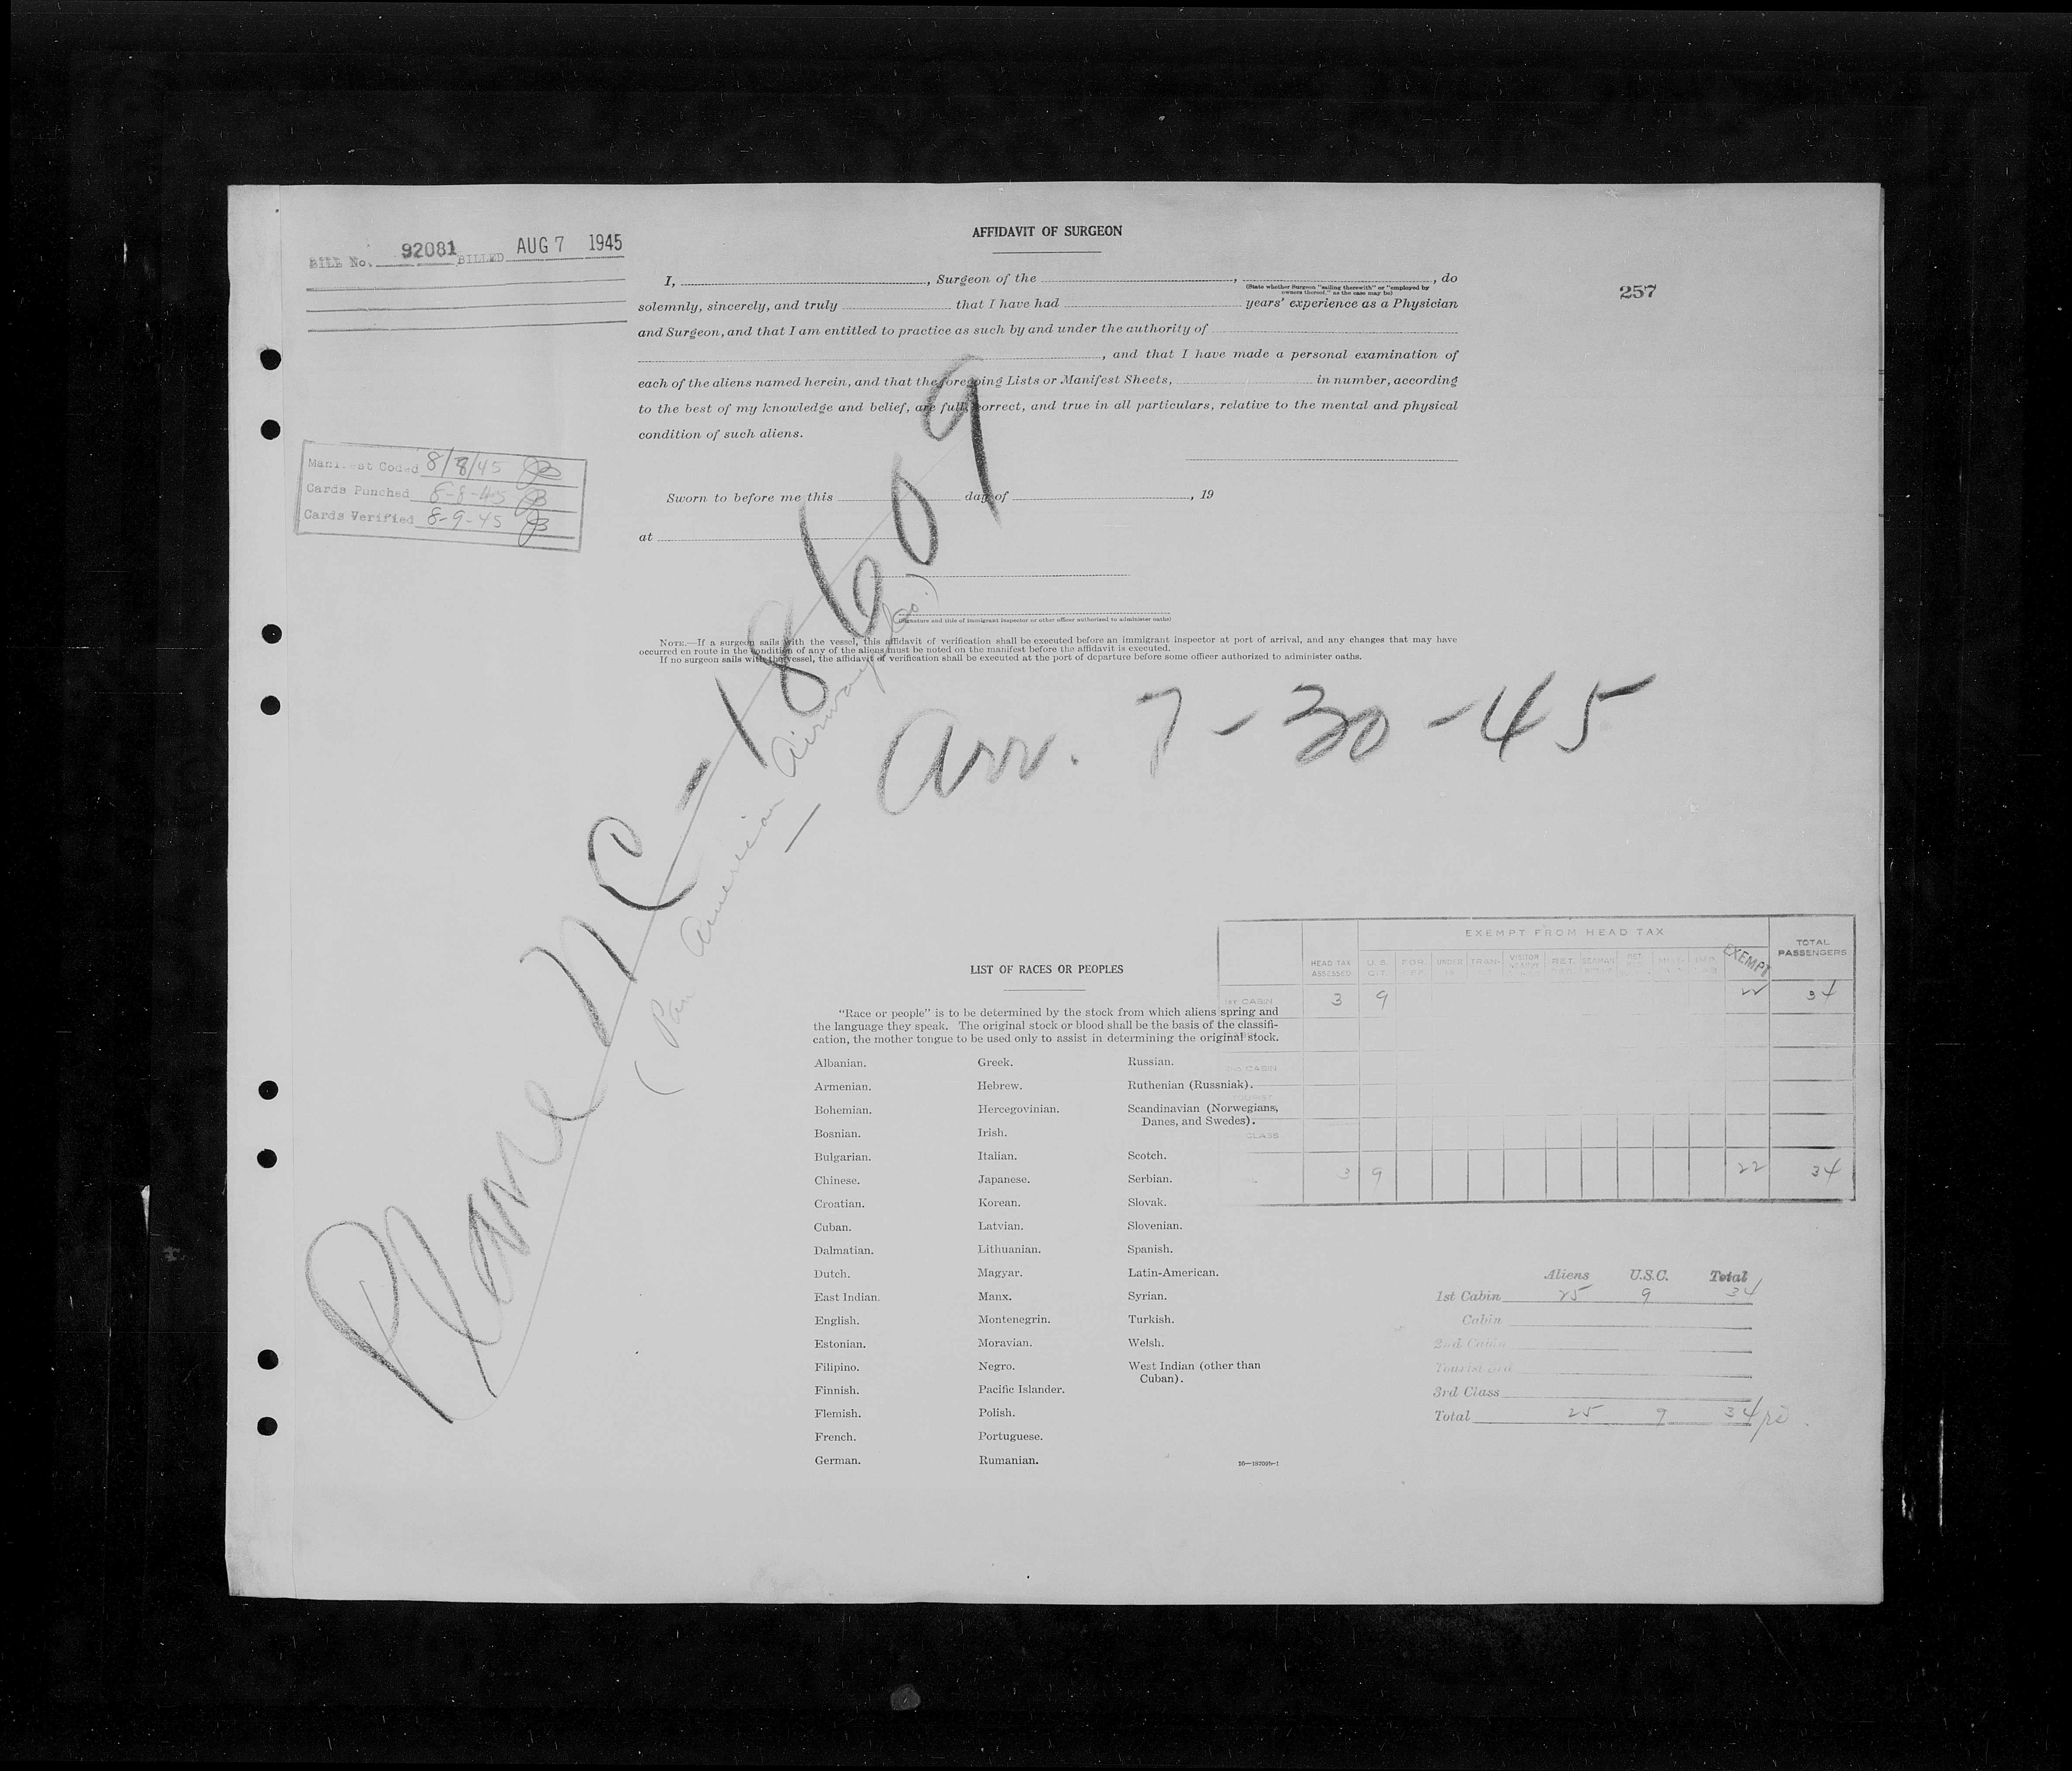 BILL No. 92081 BILLED AUG 7 1945
AFFIDAVIT OF SURGEON
257
I, , Surgeon of the , , do
(State whether Surgeon "sailing therewith" or "employed by
owners thereof," as the case may be)
solemnly, sincerely, and truly that I have had years' experience as a Physician
and Surgeon, and that I am entitled to practice as such by and under the authority of
, and that I have made a personal examination of
each of the aliens named herein, and that the foregoing Lists or Manifest Sheets, in number, according
to the best of my knowledge and belief, are full, correct, and true in all particulars, relative to the mental and physical
condition of such aliens.
Manifest Coded 8/8/45
Cards Punched 8-8-45
Cards Verified 8-9-45
Sworn to before me this day of , 19
at
(Signature and title of immigrant inspector or other officer authorized to administer oaths)
NOTE.—If a surgeon sails with the vessel, this affidavit of verification shall be executed before an immigrant inspector at port of arrival, and any changes that may have
occurred en route in the condition of any of the aliens must be noted on the manifest before the affidavit is executed.
If no surgeon sails with the vessel, the affidavit of verification shall be executed at the port of departure before some officer authorized to administer oaths.
Plane NC-18609
(Pan American Airways Co.)
Arr. 7-30-45
EXEMPT FROM HEAD TAX
HEAD TAX ASSESSED U.S. CIT. FOR. UNDER 16 TRAN- VISITOR RET. SEAMAN RET. EXEMPT TOTAL PASSENGERS
1ST CABIN 3 9 22 34
2ND CABIN
TOURIST
CLASS
3 9 22 34
LIST OF RACES OR PEOPLES
"Race or people" is to be determined by the stock from which aliens spring and
the language they speak. The original stock or blood shall be the basis of the classifi-
cation, the mother tongue to be used only to assist in determining the original stock.
Albanian.
Armenian.
Bohemian.
Bosnian.
Bulgarian.
Chinese.
Croatian.
Cuban.
Dalmatian.
Dutch.
East Indian.
English.
Estonian.
Filipino.
Finnish.
Flemish.
French.
German.
Greek.
Hebrew.
Hercegovinian.
Irish.
Italian.
Japanese.
Korean.
Latvian.
Lithuanian.
Magyar.
Manx.
Montenegrin.
Moravian.
Negro.
Pacific Islander.
Polish.
Portuguese.
Rumanian.
Russian.
Ruthenian (Russniak).
Scandinavian (Norwegians,
Danes, and Swedes).
Scotch.
Serbian.
Slovak.
Slovenian.
Spanish.
Latin-American.
Syrian.
Turkish.
Welsh.
West Indian (other than
Cuban).
Aliens U.S.C. Total
1st Cabin 25 9 34
Cabin
2nd Cabin
Tourist 3rd
3rd Class
Total 25 9 34